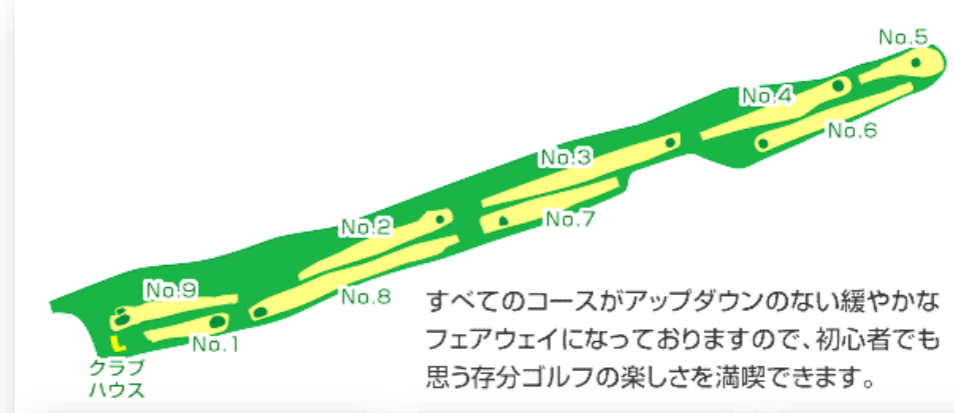 No.5
No.4
No.6
No.3
No.7
No.2
No.8
No.9
No.1
クラブ
ハウス
すべてのコースがアップダウンのない緩やかな
フェアウェイになっておりますので、初心者でも
思う存分ゴルフの楽しさを満喫できます。